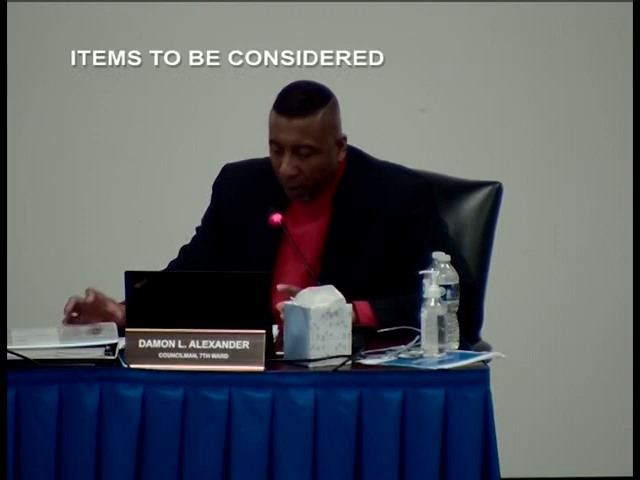 ITEMS TO BE CONSIDERED
DAMON L. ALEXANDER
COUNCILMAN, 7TH WARD